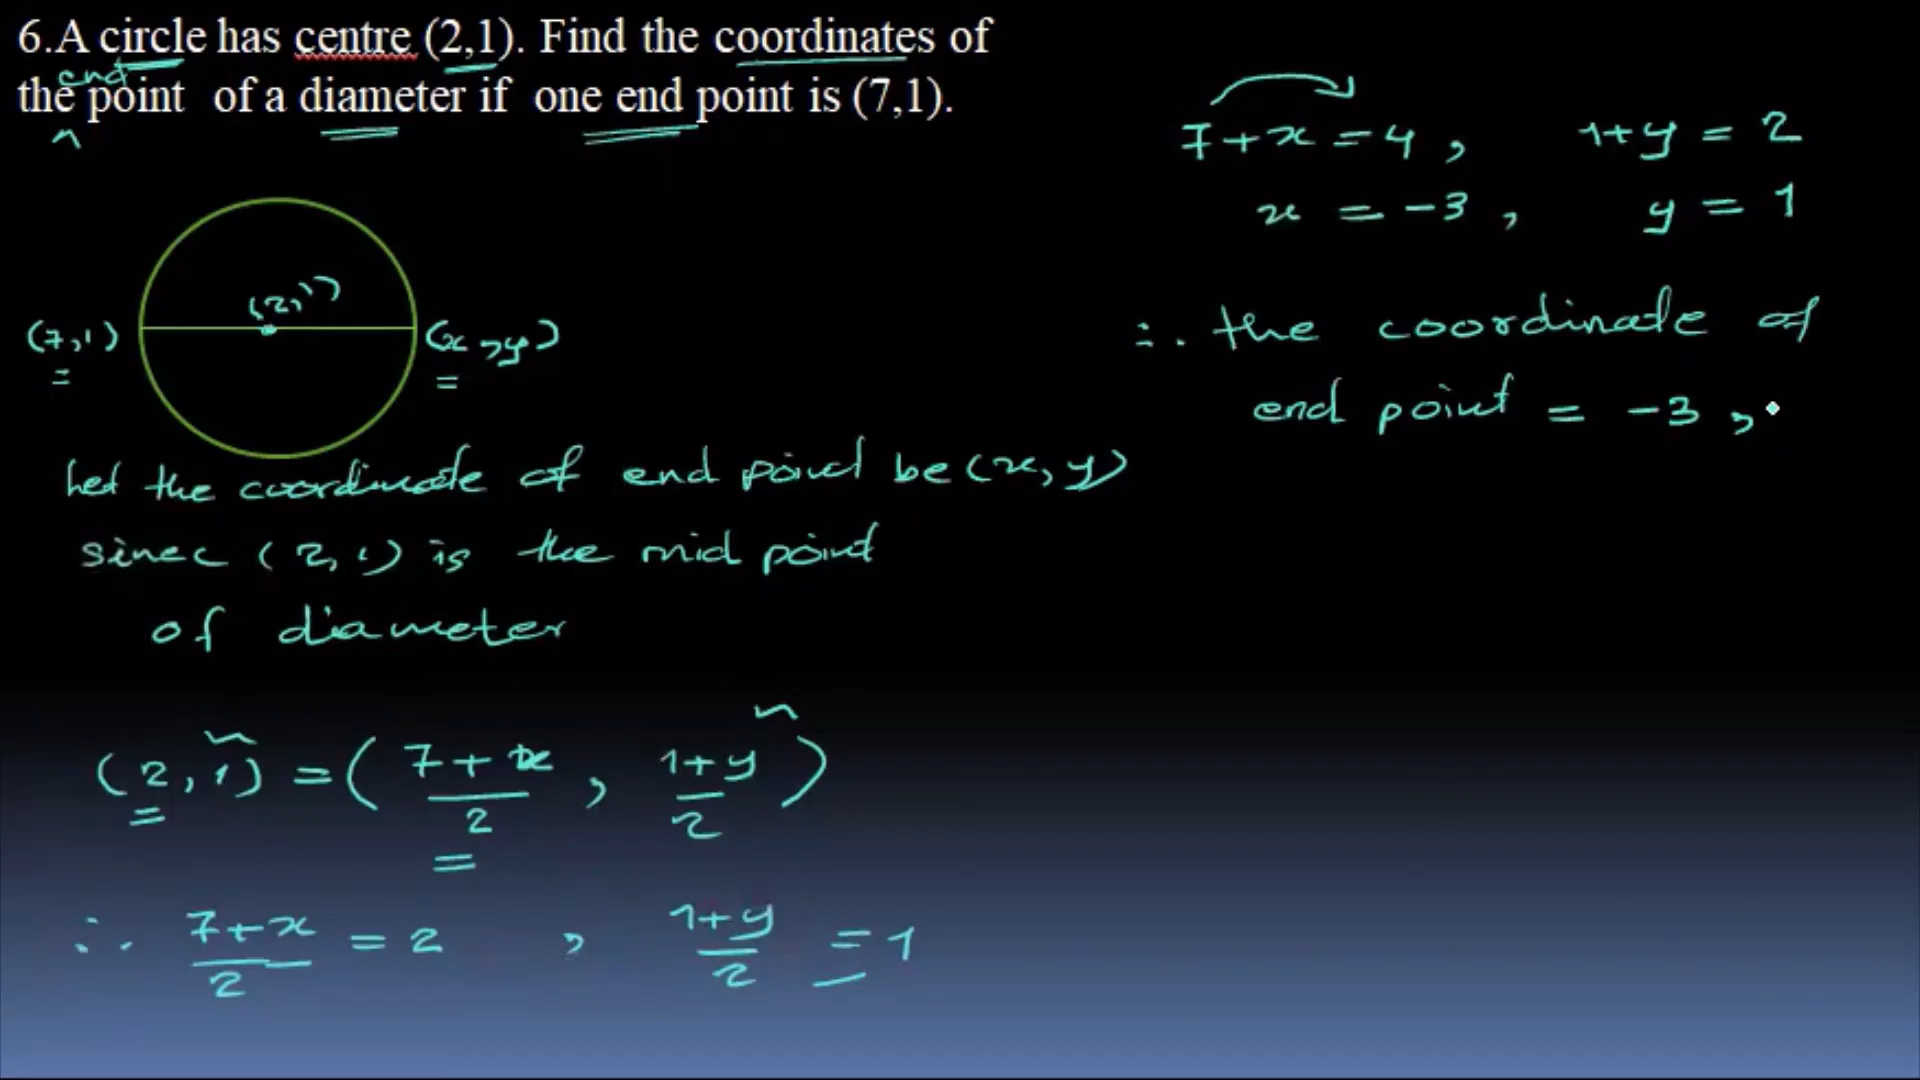 6.A circle has centre (2,1). Find the coordinates of
end
the point of a diameter if one end point is (7,1).
(2,1)
(7,1)
(x,y)
Let the coordinate of end point be (x, y)
since (2,1) is the mid point
of diameter
(2,1) = (7+x/2, 1+y/2)
∴ 7+x/2 = 2 , 1+y/2 = 1
7+x = 4, 1+y = 2
x = -3, y = 1
∴ the coordinate of
end point = -3,